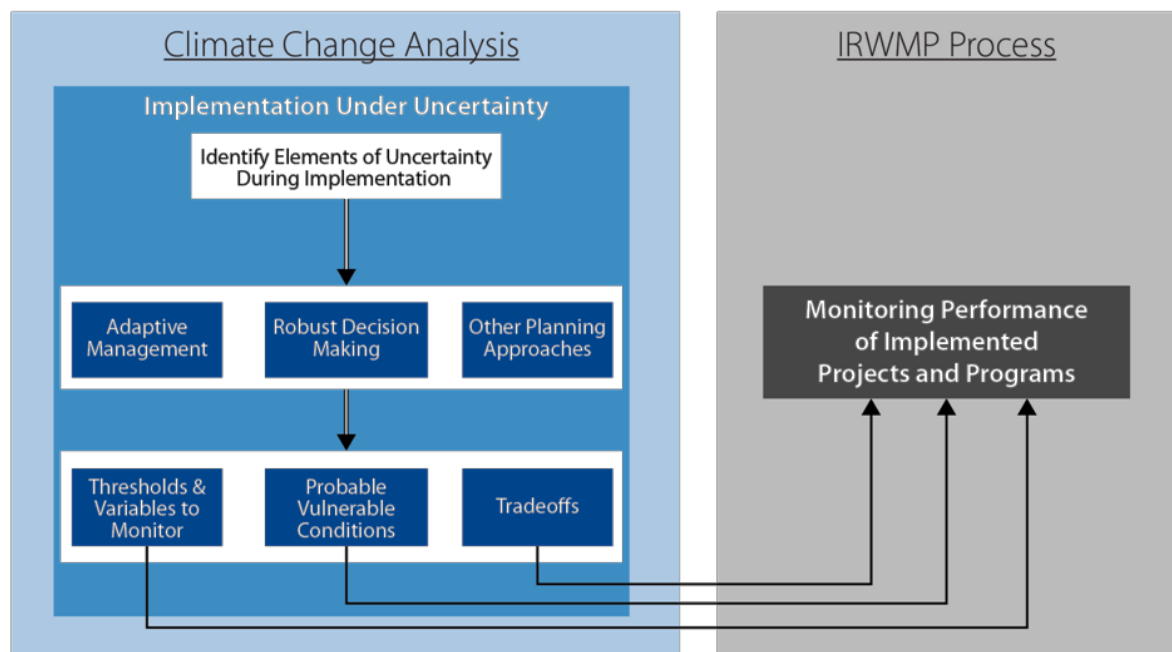 Climate Change Analysis
IRWMP Process
Implementation Under Uncertainty
Identify Elements of Uncertainty
During Implementation
Adaptive
Management
Robust Decision
Making
Other Planning
Approaches
Monitoring Performance
of Implemented
Projects and Programs
Thresholds &
Variables to
Monitor
Probable
Vulnerable
Conditions
Tradeoffs